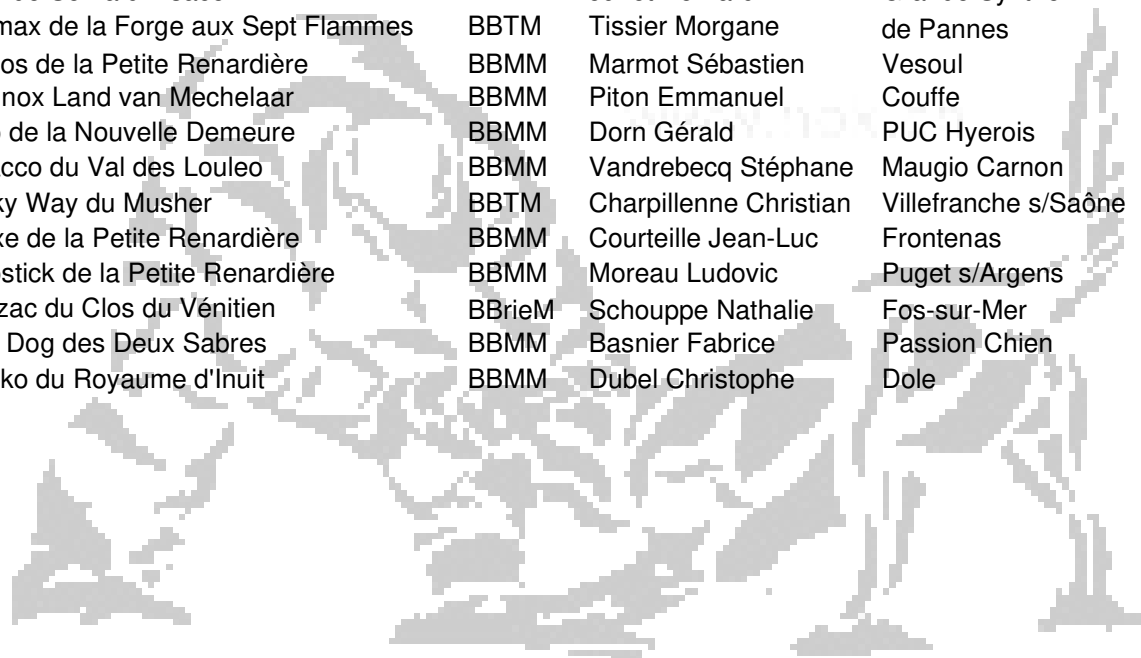 max de la Forge aux Sept Flammes BBTM Tissier Morgane de Pannes
os de la Petite Renardière BBMM Marmot Sébastien Vesoul
nox Land van Mechelaar BBMM Piton Emmanuel Couffe
de la Nouvelle Demeure BBMM Dorn Gérald PUC Hyerois
cco du Val des Louleo BBMM Vandrebecq Stéphane Maugio Carnon
ky Way du Musher BBTM Charpillenne Christian Villefranche s/Saône
xe de la Petite Renardière BBMM Courteille Jean-Luc Frontenas
stick de la Petite Renardière BBMM Moreau Ludovic Puget s/Argens
zac du Clos du Vénitien BBrieM Schouppe Nathalie Fos-sur-Mer
Dog des Deux Sabres BBMM Basnier Fabrice Passion Chien
ko du Royaume d'Inuit BBMM Dubel Christophe Dole